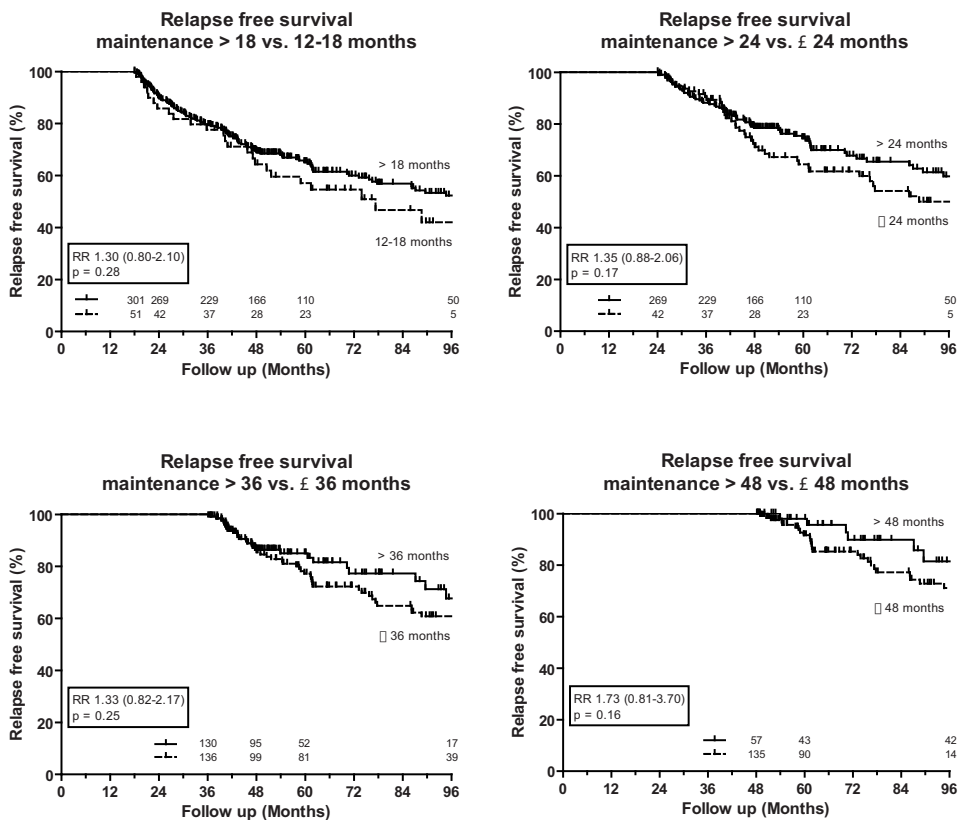 Relapse free survival
maintenance > 18 vs. 12-18 months
Relapse free survival (%)
100
80
60
40
20
0
> 18 months
12-18 months
RR 1.30 (0.80-2.10)
p = 0.28
301 269 229 166 110 50
51 42 37 28 23 5
0 12 24 36 48 60 72 84 96
Follow up (Months)
Relapse free survival
maintenance > 24 vs. £ 24 months
Relapse free survival (%)
100
80
60
40
20
0
> 24 months
▯ 24 months
RR 1.35 (0.88-2.06)
p = 0.17
269 229 166 110 50
42 37 28 23 5
0 12 24 36 48 60 72 84 96
Follow up (Months)
Relapse free survival
maintenance > 36 vs. £ 36 months
Relapse free survival (%)
100
80
60
40
20
0
> 36 months
▯ 36 months
RR 1.33 (0.82-2.17)
p = 0.25
130 95 52 17
136 99 81 39
0 12 24 36 48 60 72 84 96
Follow up (Months)
Relapse free survival
maintenance > 48 vs. £ 48 months
Relapse free survival (%)
100
80
60
40
20
0
> 48 months
▯ 48 months
RR 1.73 (0.81-3.70)
p = 0.16
57 43 42
135 90 14
0 12 24 36 48 60 72 84 96
Follow up (Months)